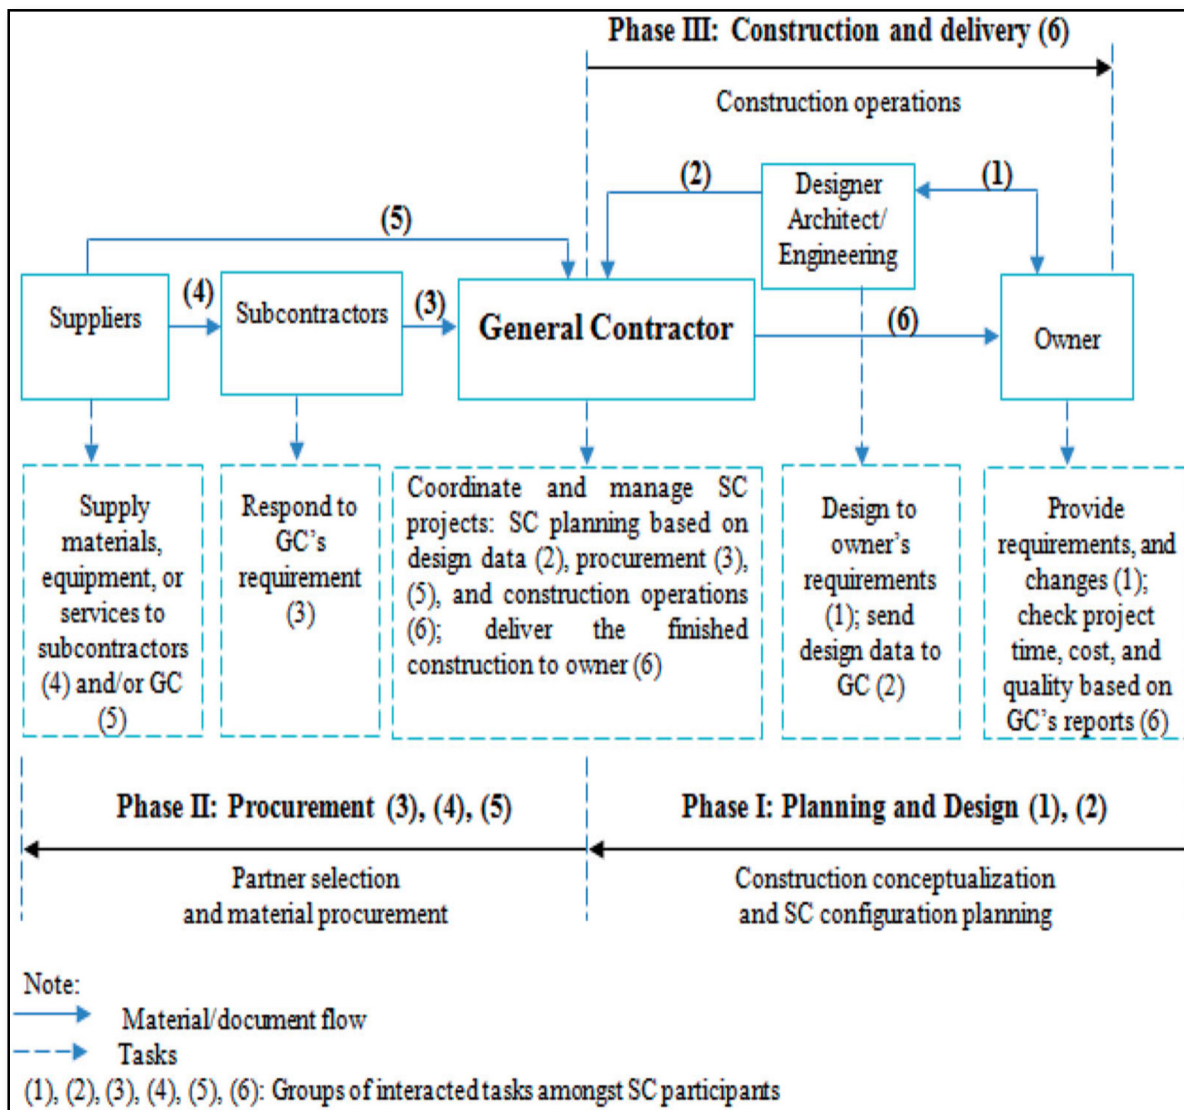 Phase III: Construction and delivery (6)
Construction operations
(2)
Designer
Architect/
Engineering
(1)
(5)
Suppliers
(4)
Subcontractors
(3)
General Contractor
(6)
Owner
Supply
materials,
equipment, or
services to
subcontractors
(4) and/or GC
(5)
Respond to
GC’s
requirement
(3)
Coordinate and manage SC
projects: SC planning based on
design data (2), procurement (3),
(5), and construction operations
(6); deliver the finished
construction to owner (6)
Design to
owner’s
requirements
(1); send
design data to
GC (2)
Provide
requirements, and
changes (1);
check project
time, cost, and
quality based on
GC’s reports (6)
Phase II: Procurement (3), (4), (5)
Partner selection
and material procurement
Phase I: Planning and Design (1), (2)
Construction conceptualization
and SC configuration planning
Note:
Material/document flow
Tasks
(1), (2), (3), (4), (5), (6): Groups of interacted tasks amongst SC participants